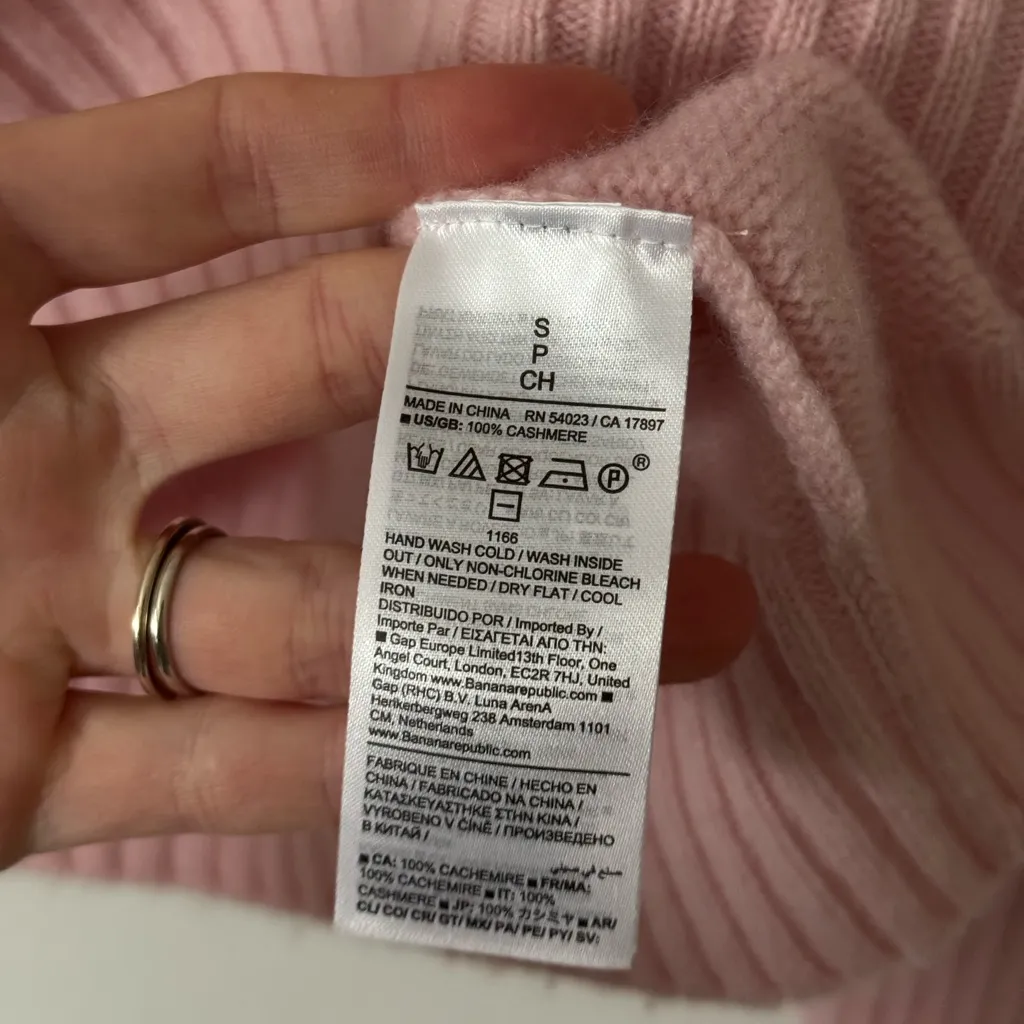 S
P
CH
MADE IN CHINA RN 54023 / CA 17897
■ US/GB: 100% CASHMERE
P ®
1166
HAND WASH COLD / WASH INSIDE
OUT / ONLY NON-CHLORINE BLEACH
WHEN NEEDED / DRY FLAT / COOL
IRON
DISTRIBUIDO POR / Imported By /
Importe Par / ΕΙΣΑΓΕΤΑΙ ΑΠΟ ΤΗΝ:
■ Gap Europe Limited13th Floor, One
Angel Court, London, EC2R 7HJ, United
Kingdom www.Bananarepublic.com ■
Gap (RHC) B.V. Luna ArenA
Herikerbergweg 238 Amsterdam 1101
CM, Netherlands
www.Bananarepublic.com
FABRIQUE EN CHINE / HECHO EN
CHINA / FABRICADO NA CHINA /
ΚΑΤΑΣΚΕΥΑΣΤΗΚΕ ΣΤΗΝ ΚΙΝΑ /
VYROBENO V ČÍNĚ / ПРОИЗВЕДЕНО
В КИТАЙ /
■ CA: 100% CACHEMIRE ■ FR/MA:
100% CACHEMIRE ■ IT: 100%
CASHMERE ■ JP: 100% カシミヤ ■ AR/
CL/ CO/ CR/ GT/ MX/ PA/ PE/ PY/ SV: